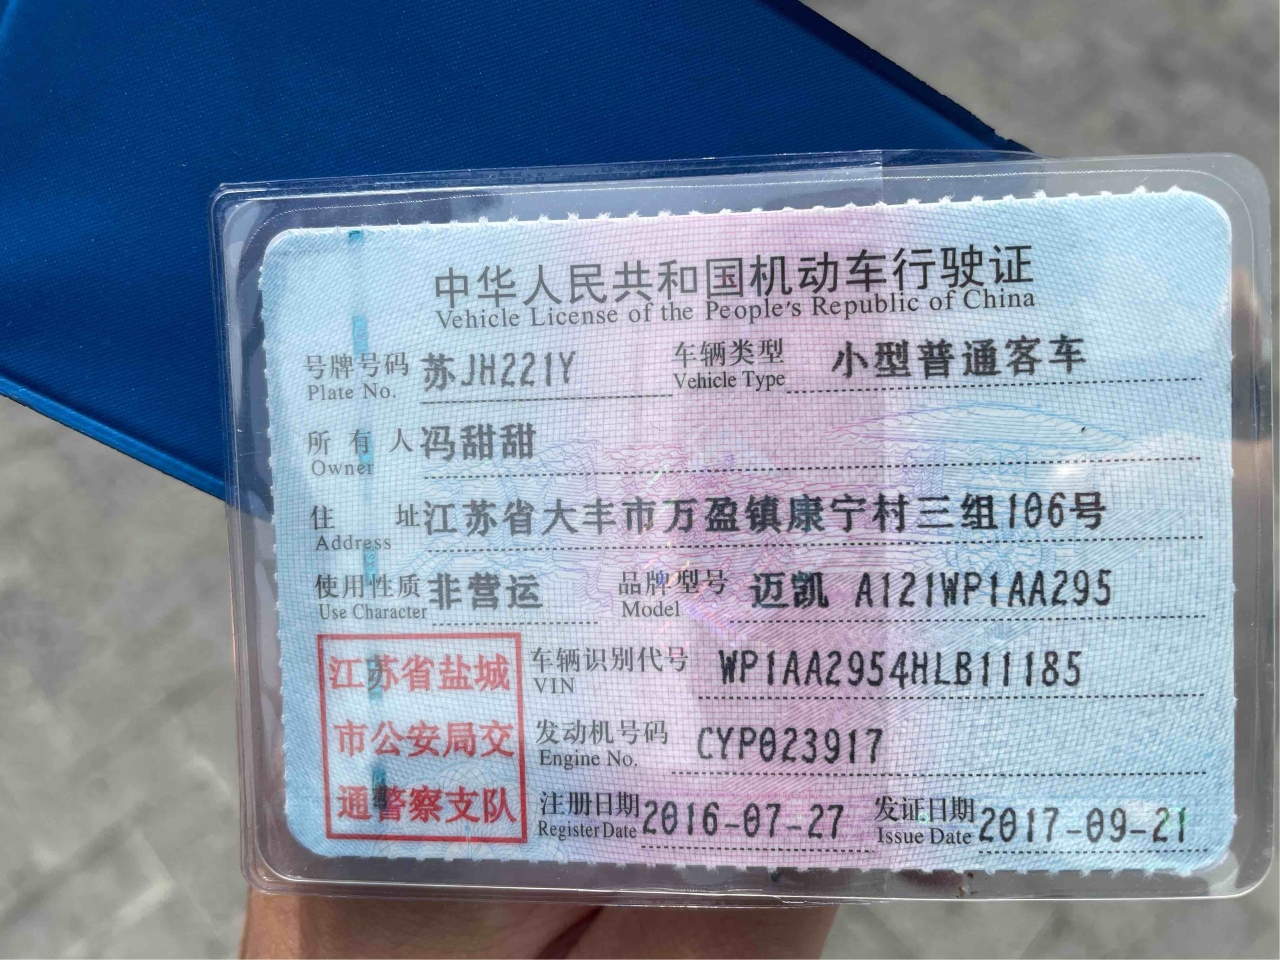 中华人民共和国机动车行驶证
Vehicle License of the People's Republic of China
号牌号码 苏JH221Y 车辆类型 小型普通客车
Plate No. Vehicle Type
所有人 冯甜甜
Owner
住址 江苏省大丰市万盈镇康宁村三组106号
Address
使用性质 非营运 品牌型号 迈凯 A121WP1AA295
Use Character Model
江苏省盐城
市公安局交
通警察支队
车辆识别代号 WP1AA2954HLB11185
VIN
发动机号码 CYP023917
Engine No.
注册日期 2016-07-27 发证日期 2017-09-21
Register Date Issue Date